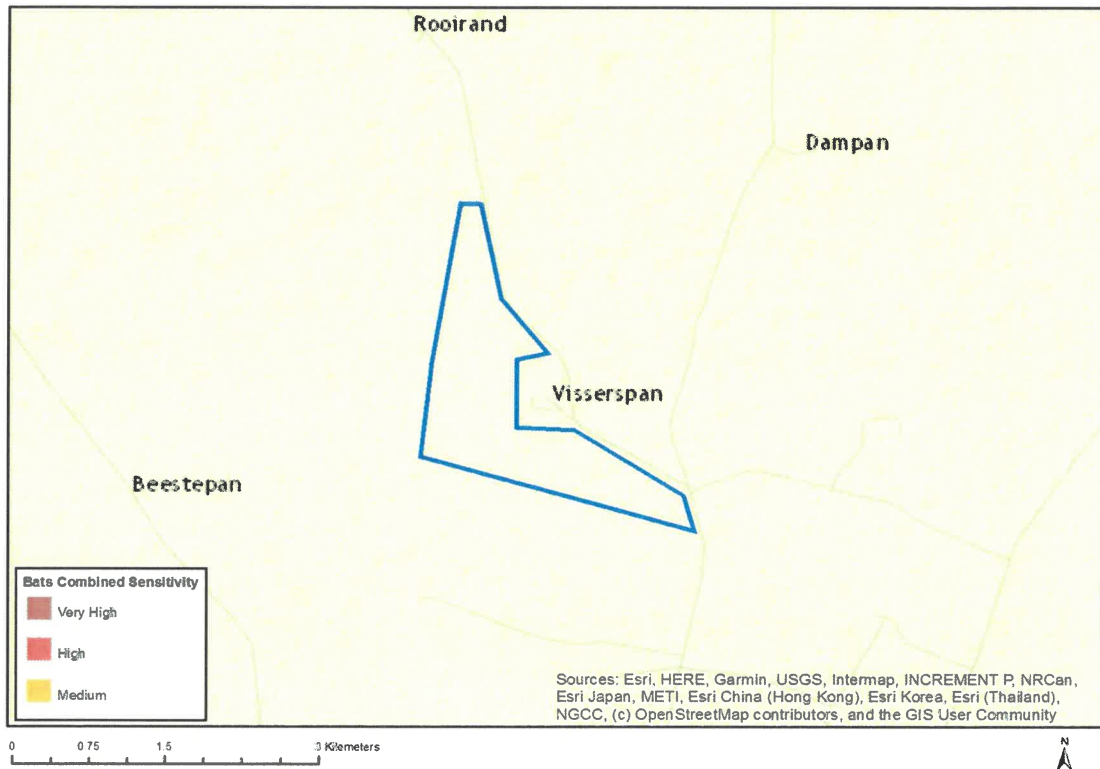 Rooirand
Dampan
Visserspan
Beestepan
Bats Combined Sensitivity
Very High
High
Medium
Sources: Esri, HERE, Garmin, USGS, Intermap, INCREMENT P, NRCan,
Esri Japan, METI, Esri China (Hong Kong), Esri Korea, Esri (Thailand),
NGCC, (c) OpenStreetMap contributors, and the GIS User Community
0 0.75 1.5 3 Kilometers
N